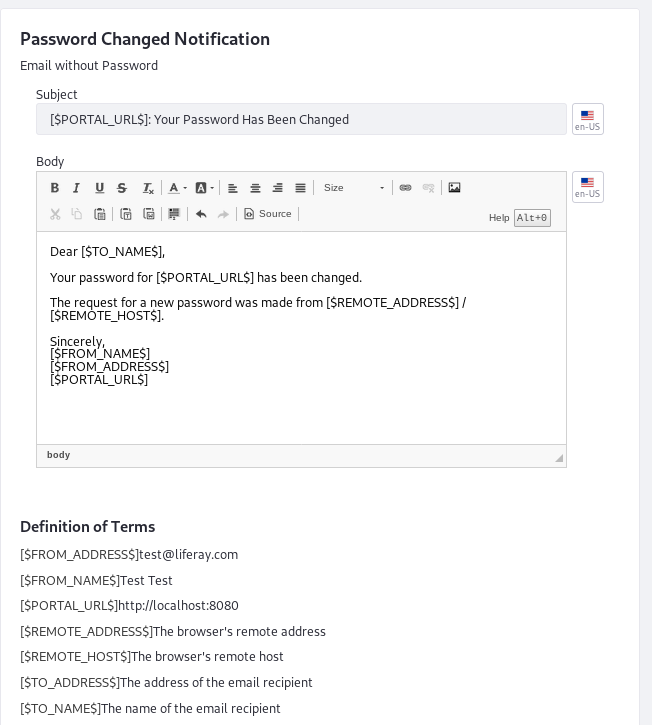 Password Changed Notification
Email without Password
Subject
[$PORTAL_URL$]: Your Password Has Been Changed
en-US
Body
en-US
B I U S Tx A A Size
Source Help Alt+0
Dear [$TO_NAME$],
Your password for [$PORTAL_URL$] has been changed.
The request for a new password was made from [$REMOTE_ADDRESS$] /
[$REMOTE_HOST$].
Sincerely,
[$FROM_NAME$]
[$FROM_ADDRESS$]
[$PORTAL_URL$]
body
Definition of Terms
[$FROM_ADDRESS$]test@liferay.com
[$FROM_NAME$]Test Test
[$PORTAL_URL$]http://localhost:8080
[$REMOTE_ADDRESS$]The browser's remote address
[$REMOTE_HOST$]The browser's remote host
[$TO_ADDRESS$]The address of the email recipient
[$TO_NAME$]The name of the email recipient